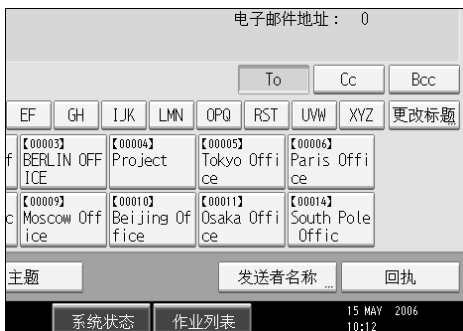 电子邮件地址： 0
To Cc Bcc
EF GH IJK LMN OPQ RST UVW XYZ 更改标题
【00003】 【00004】 【00005】 【00006】
f BERLIN OFF Project Tokyo Offi Paris Offi
ICE ce ce
【00009】 【00010】 【00011】 【00014】
c Moscow Off Beijing Of Osaka Offi South Pole
ice fice ce Offic
主题 发送者名称 ... 回执
系统状态 作业列表 15 MAY 2006
10:12